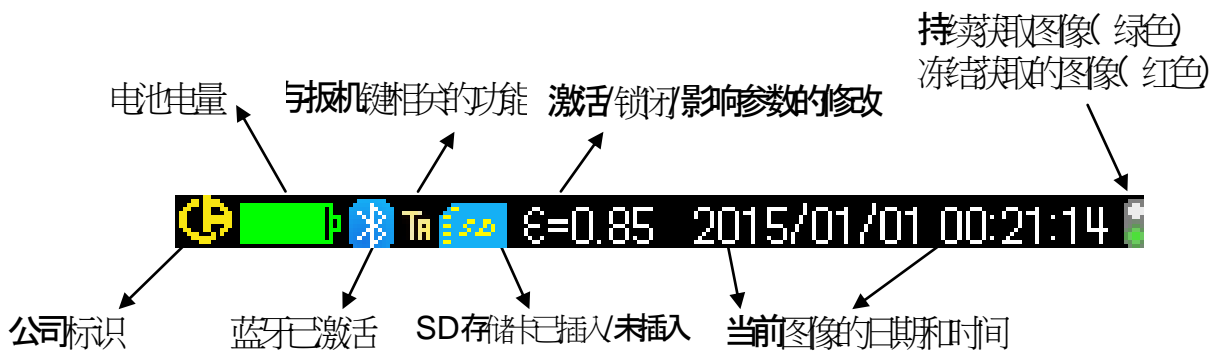 持续获取图像( 绿色)
冻结获取的图像( 红色)
电池电量
与扳机键相关的功能
激活/锁闭/影响参数的修改
CA TA SD ε=0.85 2015/01/01 00:21:14
公司标识
蓝牙已激活
SD存储卡已插入/未插入
当前图像的日期和时间